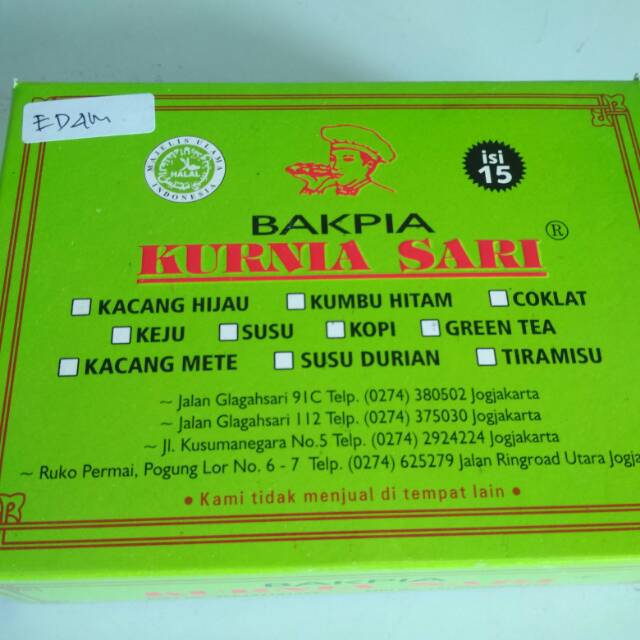 EDAM
MAJELIS ULAMA
HALAL
INDONESIA
isi
15
BAKPIA
KURNIA SARI ®
KACANG HIJAU KUMBU HITAM COKLAT
KEJU SUSU KOPI GREEN TEA
KACANG METE SUSU DURIAN TIRAMISU
~ Jalan Glagahsari 91C Telp. (0274) 380502 Jogjakarta
~ Jalan Glagahsari 112 Telp. (0274) 375030 Jogjakarta
~ Jl. Kusumanegara No.5 Telp. (0274) 2924224 Jogjakarta
~ Ruko Permai, Pogung Lor No. 6 - 7 Telp. (0274) 625279 Jalan Ringroad Utara Jogja
• Kami tidak menjual di tempat lain •
BAKPIA